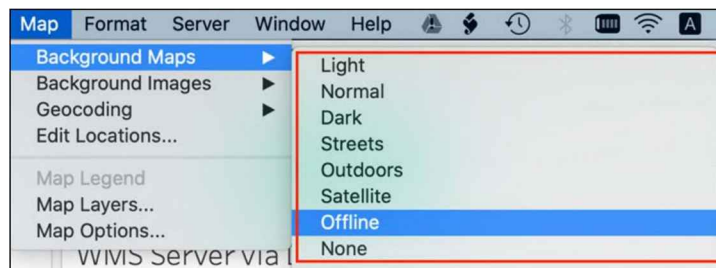 Map Format Server Window Help A
Background Maps
Background Images
Geocoding
Edit Locations...
Map Legend
Map Layers...
Map Options...
Light
Normal
Dark
Streets
Outdoors
Satellite
Offline
None
WMS Server via